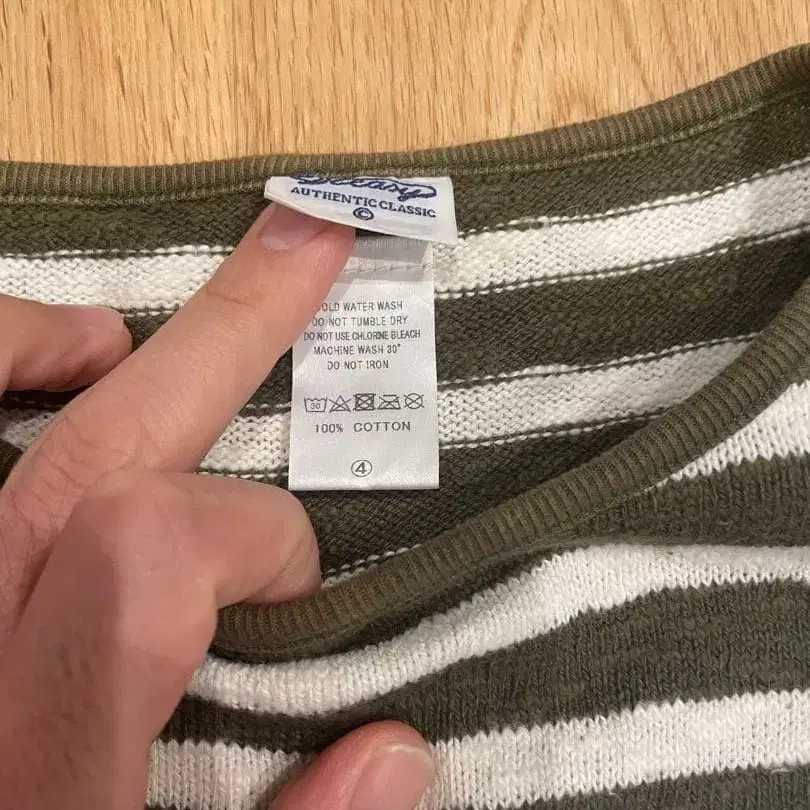 AUTHENTIC CLASSIC
©
OLD WATER WASH
DO NOT TUMBLE DRY
DO NOT USE CHLORINE BLEACH
MACHINE WASH 30°
DO NOT IRON
30
100% COTTON
④